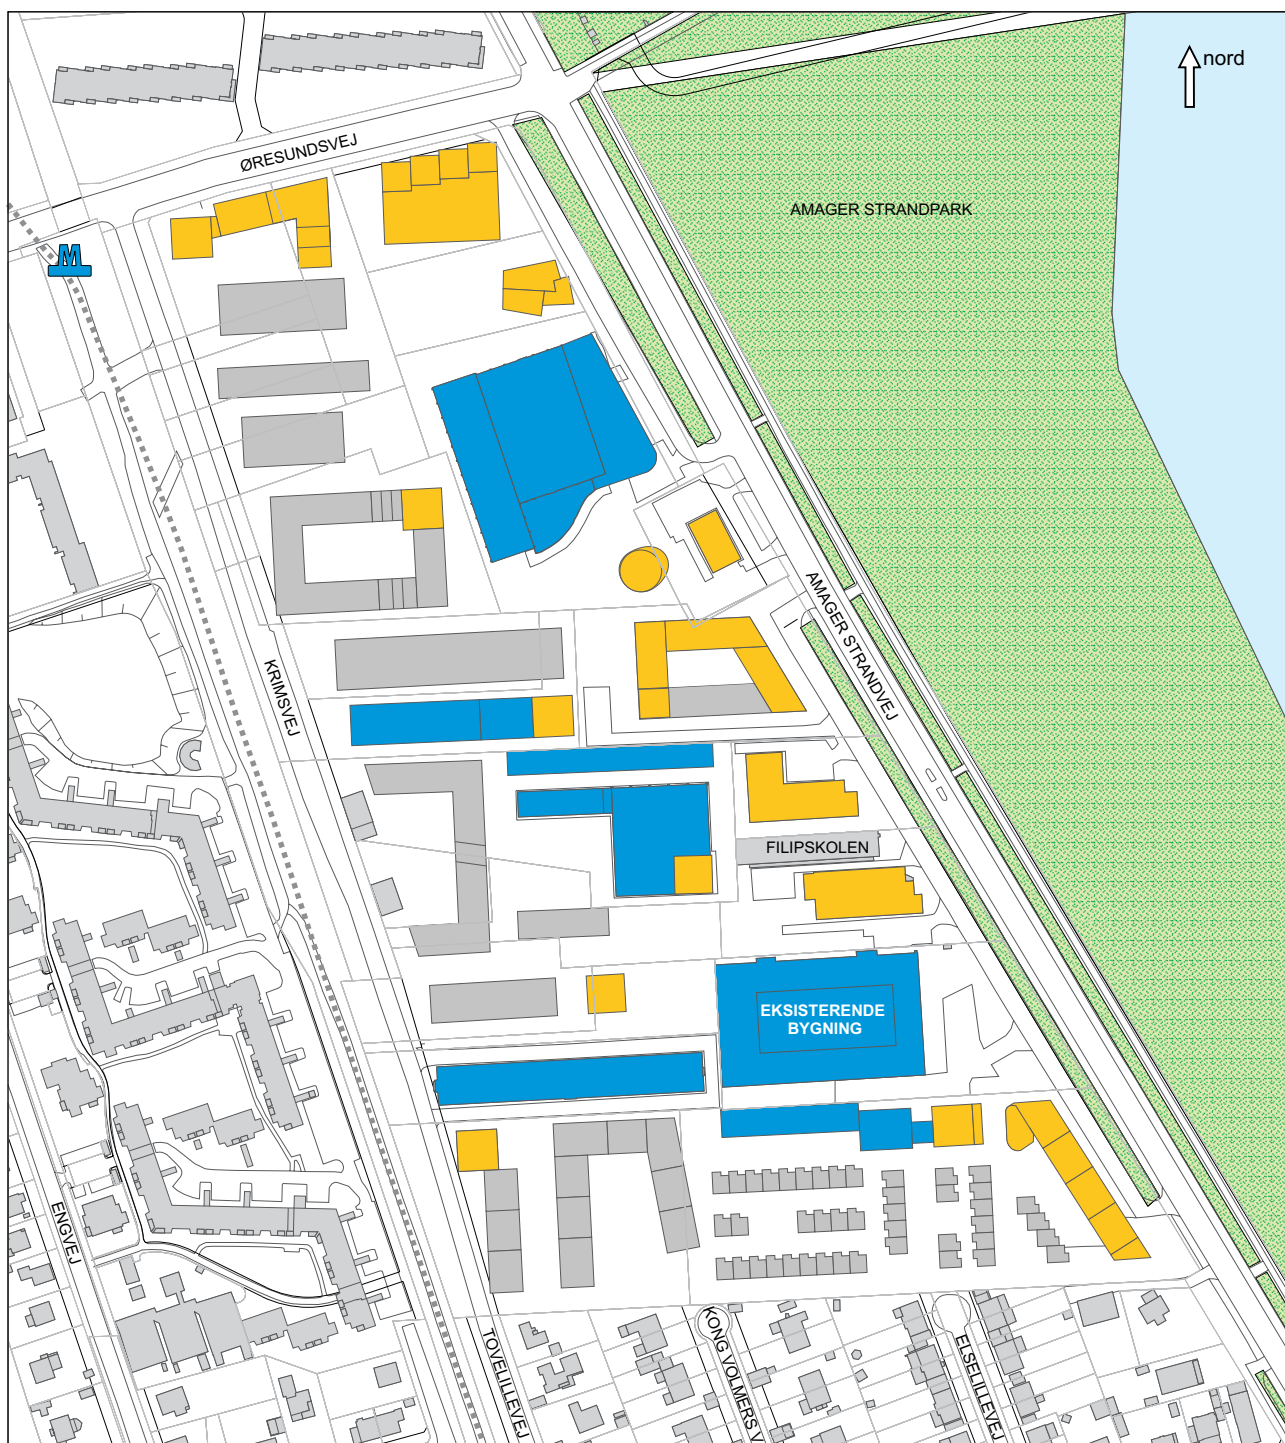 nord
ØRESUNDSVEJ
AMAGER STRANDPARK
M
AMAGER STRANDVEJ
KRIMSVEJ
FILIPSKOLEN
EKSISTERENDE
BYGNING
ENGVEJ
TOVELILLEVEJ
KONG VOLMERS V
ELSELILLEVEJ